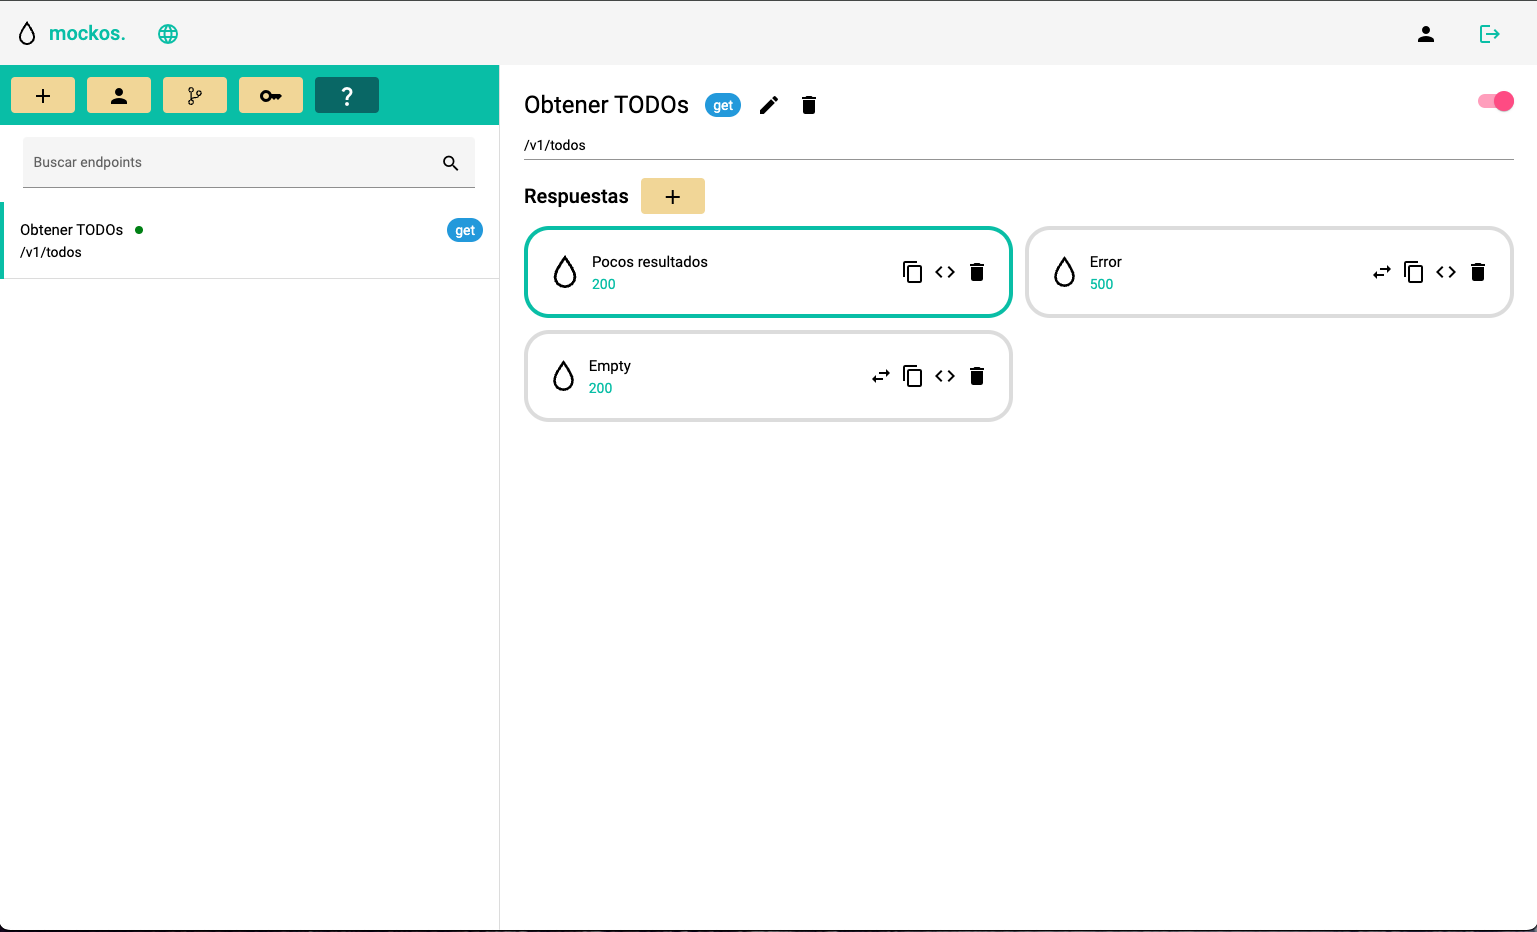 mockos.
?
Buscar endpoints
Obtener TODOs
get
/v1/todos
Obtener TODOs
get
/v1/todos
Respuestas
Pocos resultados
200
Error
500
Empty
200